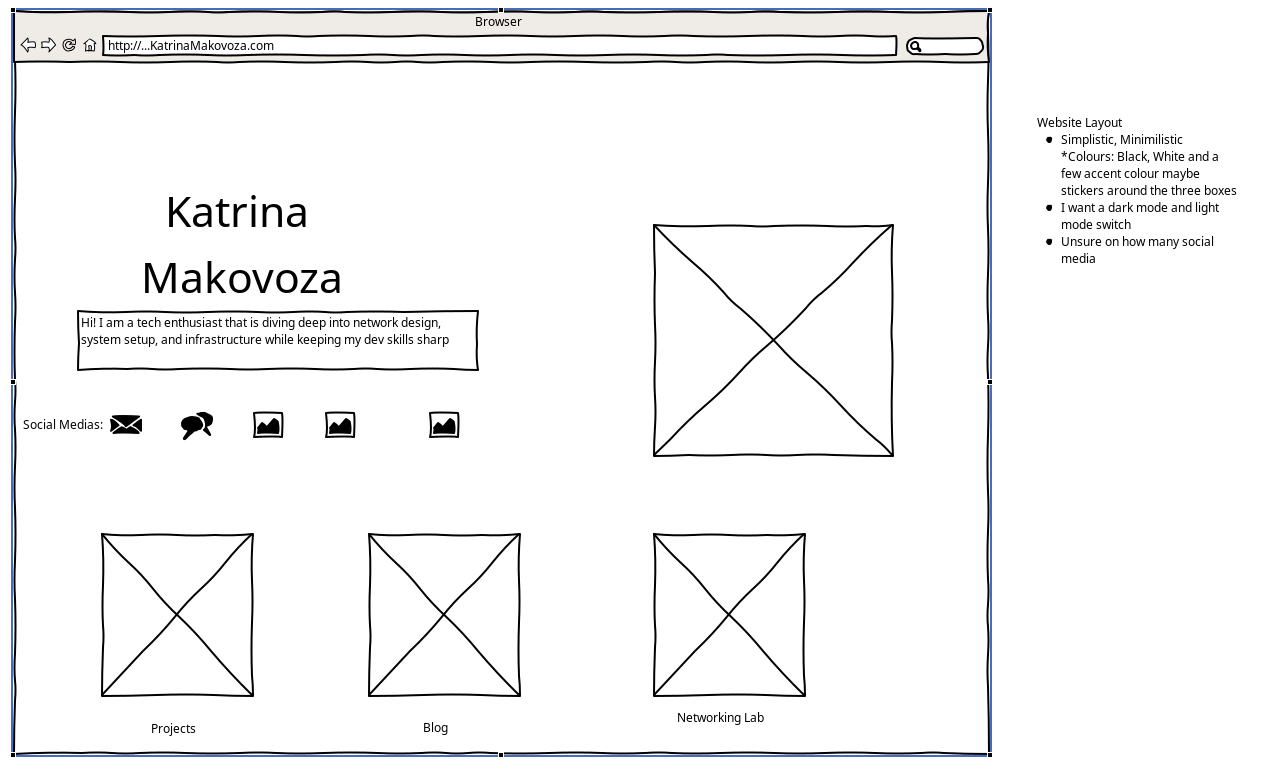 Browser
http://...KatrinaMakovoza.com
Katrina
Makovoza
Hi! I am a tech enthusiast that is diving deep into network design,
system setup, and infrastructure while keeping my dev skills sharp
Social Medias:
Projects
Blog
Networking Lab
Website Layout
Simplistic, Minimilistic
*Colours: Black, White and a
few accent colour maybe
stickers around the three boxes
I want a dark mode and light
mode switch
Unsure on how many social
media